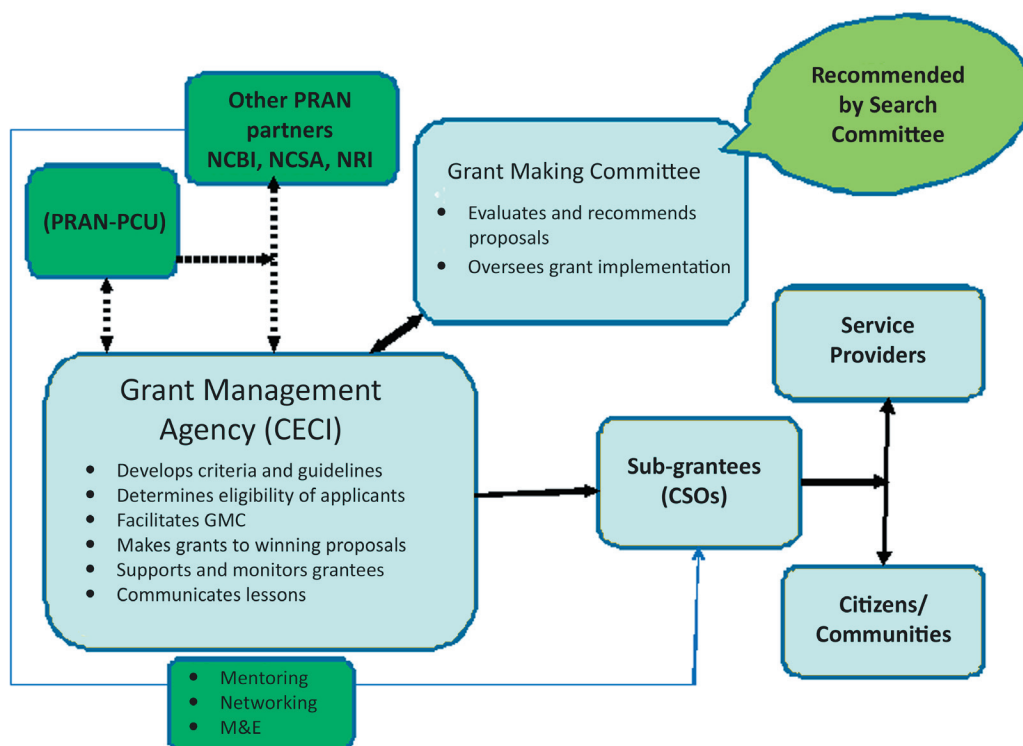 Other PRAN
partners
NCBI, NCSA, NRI
(PRAN-PCU)
Recommended
by Search
Committee
Grant Making Committee
• Evaluates and recommends
proposals
• Oversees grant implementation
Grant Management
Agency (CECI)
• Develops criteria and guidelines
• Determines eligibility of applicants
• Facilitates GMC
• Makes grants to winning proposals
• Supports and monitors grantees
• Communicates lessons
Sub-grantees
(CSOs)
Service
Providers
Citizens/
Communities
• Mentoring
• Networking
• M&E